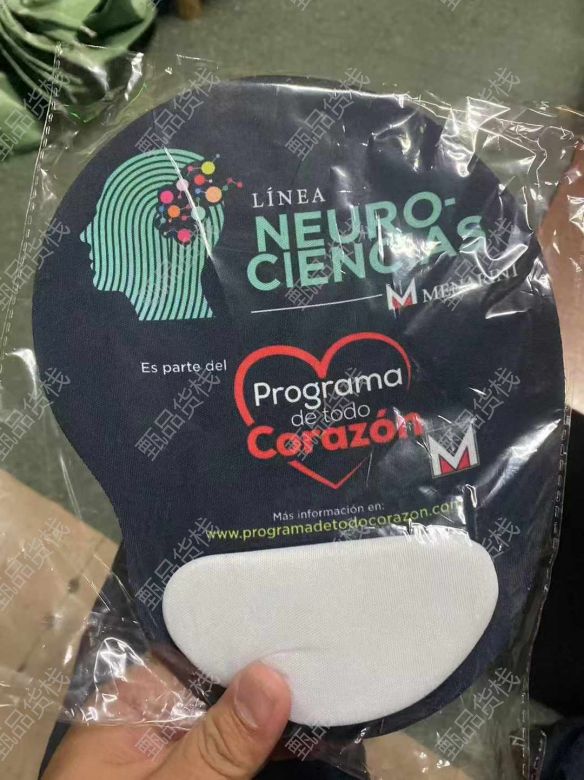 LÍNEA
NEURO-
CIENCIAS
M MENARINI
Es parte del
Programa
de todo
Corazón
M
Más información en:
www.programadetodocorazon.com
甄品货栈